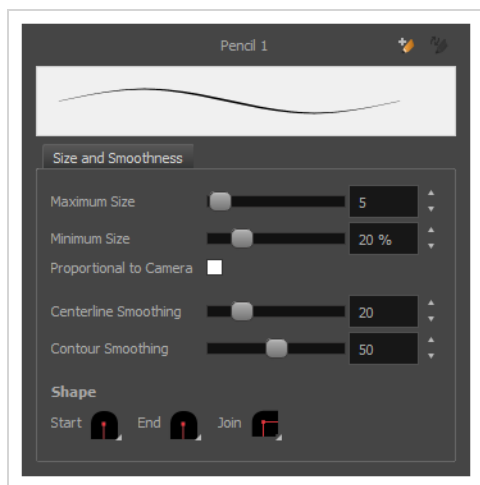 Pencil 1
Size and Smoothness
Maximum Size 5
Minimum Size 20 %
Proportional to Camera
Centerline Smoothing 20
Contour Smoothing 50
Shape
Start End Join